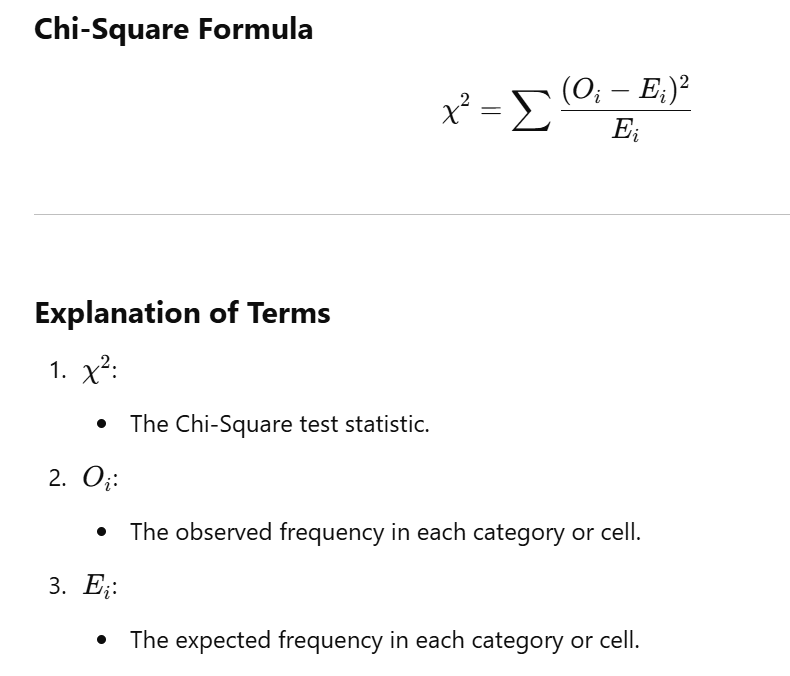 Chi-Square Formula
χ² = ∑ (Oᵢ − Eᵢ)² / Eᵢ
Explanation of Terms
1. χ²:
• The Chi-Square test statistic.
2. Oᵢ:
• The observed frequency in each category or cell.
3. Eᵢ:
• The expected frequency in each category or cell.